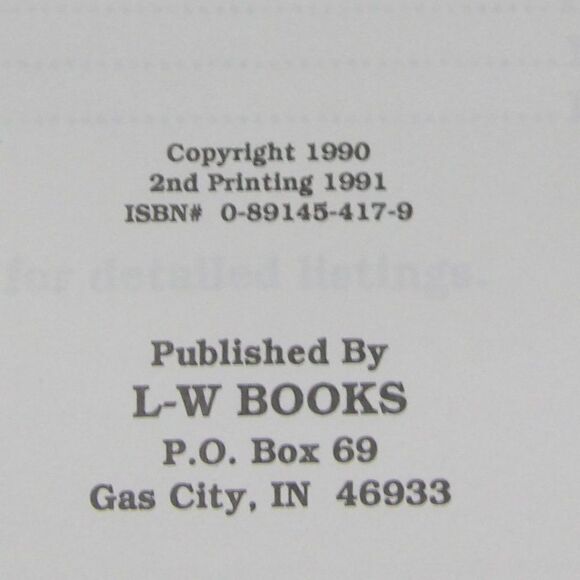 Copyright 1990
2nd Printing 1991
ISBN# 0-89145-417-9
for detailed listings.
Published By
L-W BOOKS
P.O. Box 69
Gas City, IN 46933